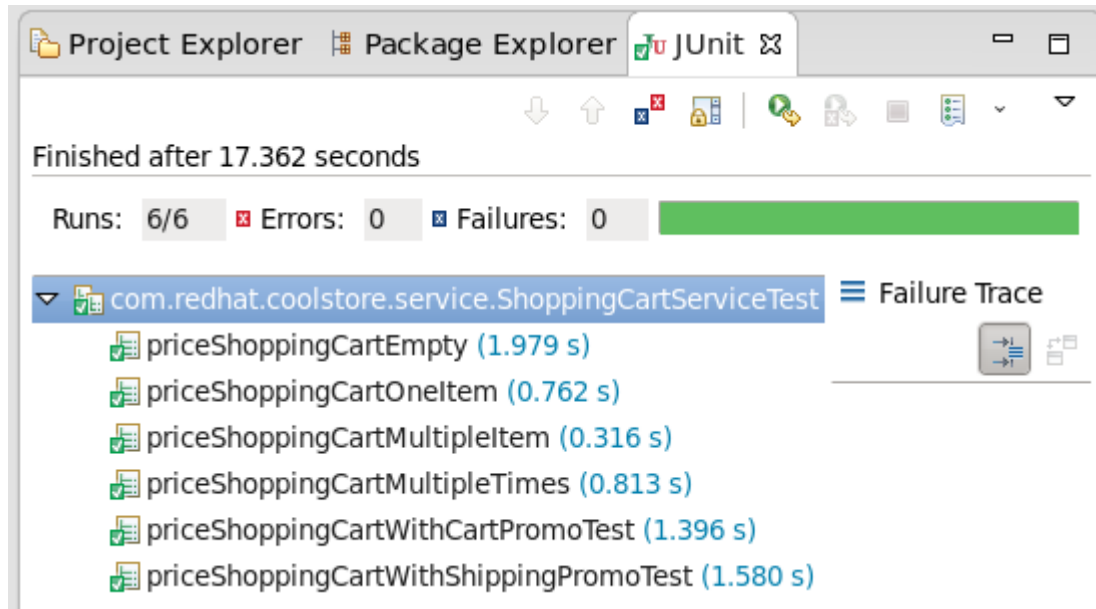 Project Explorer Package Explorer JUnit
Finished after 17.362 seconds
Runs: 6/6 Errors: 0 Failures: 0
com.redhat.coolstore.service.ShoppingCartServiceTest Failure Trace
priceShoppingCartEmpty (1.979 s)
priceShoppingCartOneItem (0.762 s)
priceShoppingCartMultipleItem (0.316 s)
priceShoppingCartMultipleTimes (0.813 s)
priceShoppingCartWithCartPromoTest (1.396 s)
priceShoppingCartWithShippingPromoTest (1.580 s)